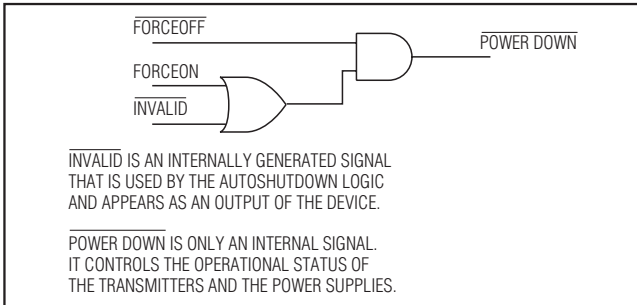 FORCEOFF
POWER DOWN
FORCEON
INVALID
INVALID IS AN INTERNALLY GENERATED SIGNAL
THAT IS USED BY THE AUTOSHUTDOWN LOGIC
AND APPEARS AS AN OUTPUT OF THE DEVICE.
POWER DOWN IS ONLY AN INTERNAL SIGNAL.
IT CONTROLS THE OPERATIONAL STATUS OF
THE TRANSMITTERS AND THE POWER SUPPLIES.